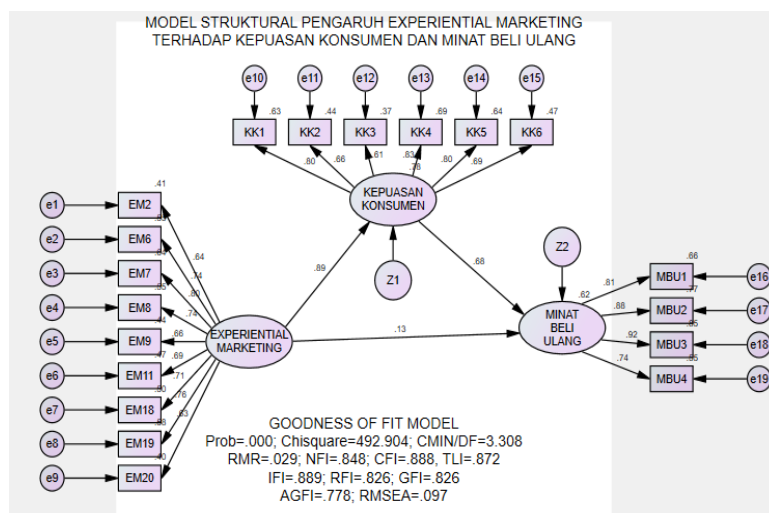 MODEL STRUKTURAL PENGARUH EXPERIENTIAL MARKETING
TERHADAP KEPUASAN KONSUMEN DAN MINAT BELI ULANG
e10 e11 e12 e13 e14 e15
.63 .44 .37 .69 .64 .47
KK1 KK2 KK3 KK4 KK5 KK6
.80 .66 .61 .83 .80 .69
.78
KEPUASAN
KONSUMEN
Z1
.89
.68
.13
Z2
.41
e1 EM2
e2 EM6
e3 EM7
e4 EM8
e5 EM9
e6 EM11
e7 EM18
e8 EM19
e9 EM20
.64
.74
.80
.74
.66
.69
.71
.76
.63
EXPERIENTIAL
MARKETING
.62
MINAT
BELI
ULANG
.81
.88
.92
.74
.66
MBU1 e16
.77
MBU2 e17
MBU3 e18
MBU4 e19
GOODNESS OF FIT MODEL
Prob=.000; Chisquare=492.904; CMIN/DF=3.308
RMR=.029; NFI=.848; CFI=.888, TLI=.872
IFI=.889; RFI=.826; GFI=.826
AGFI=.778; RMSEA=.097